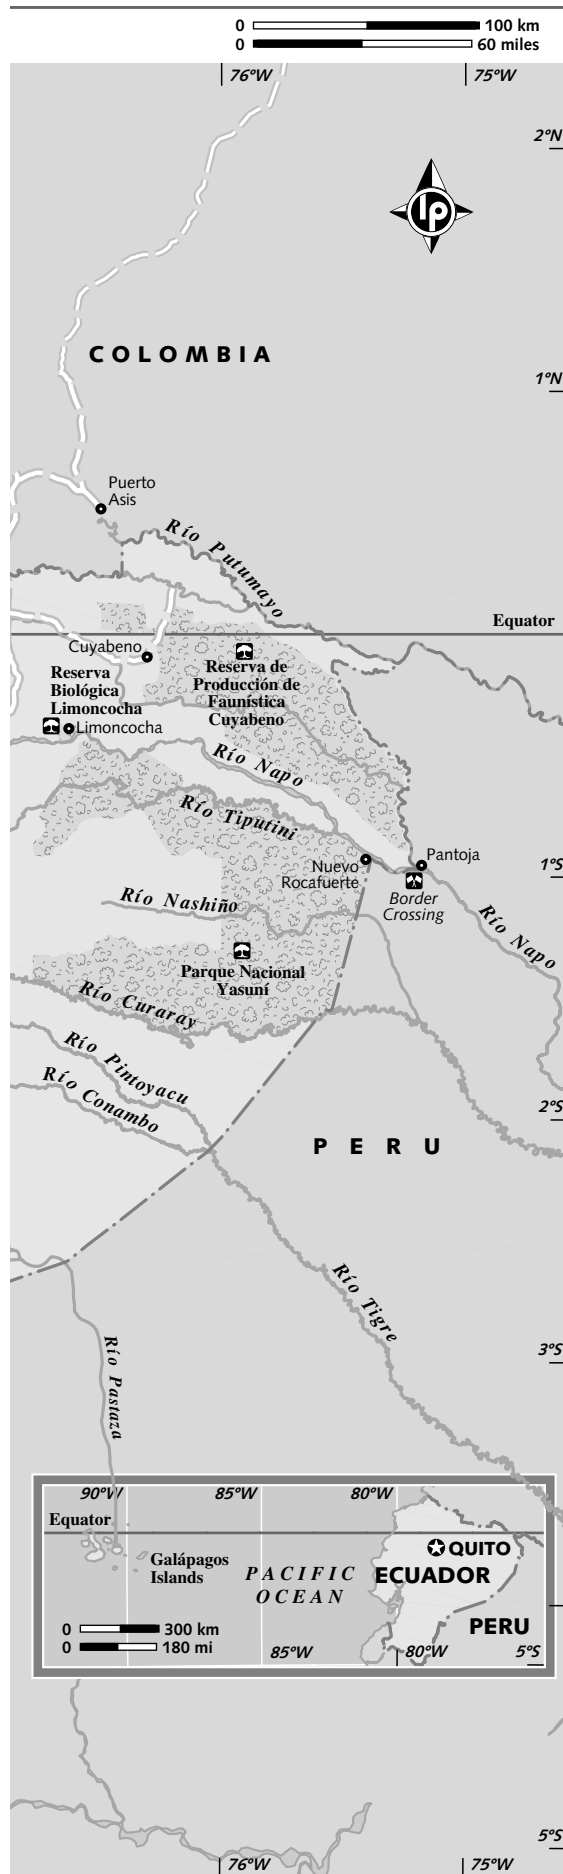 0 100 km
0 60 miles
76°W
75°W
2°N
lp
COLOMBIA
1°N
Puerto
Asis
Río Putumayo
Equator
Cuyabeno
Reserva
Biológica
Limoncocha
Reserva de
Producción de
Faunística
Cuyabeno
Limoncocha
Río Napo
Río Tiputini
Nuevo
Rocafuerte
Pantoja
1°S
Border
Crossing
Río Nashiño
Río Napo
Parque Nacional
Yasuní
Río Curaray
Río Pintoyacu
Río Conambo
2°S
PERU
Río Tigre
Río Pastaza
3°S
90°W
85°W
80°W
Equator
Galápagos
Islands
PACIFIC
OCEAN
QUITO
ECUADOR
PERU
0 300 km
0 180 mi
85°W
80°W
5°S
5°S
76°W
75°W